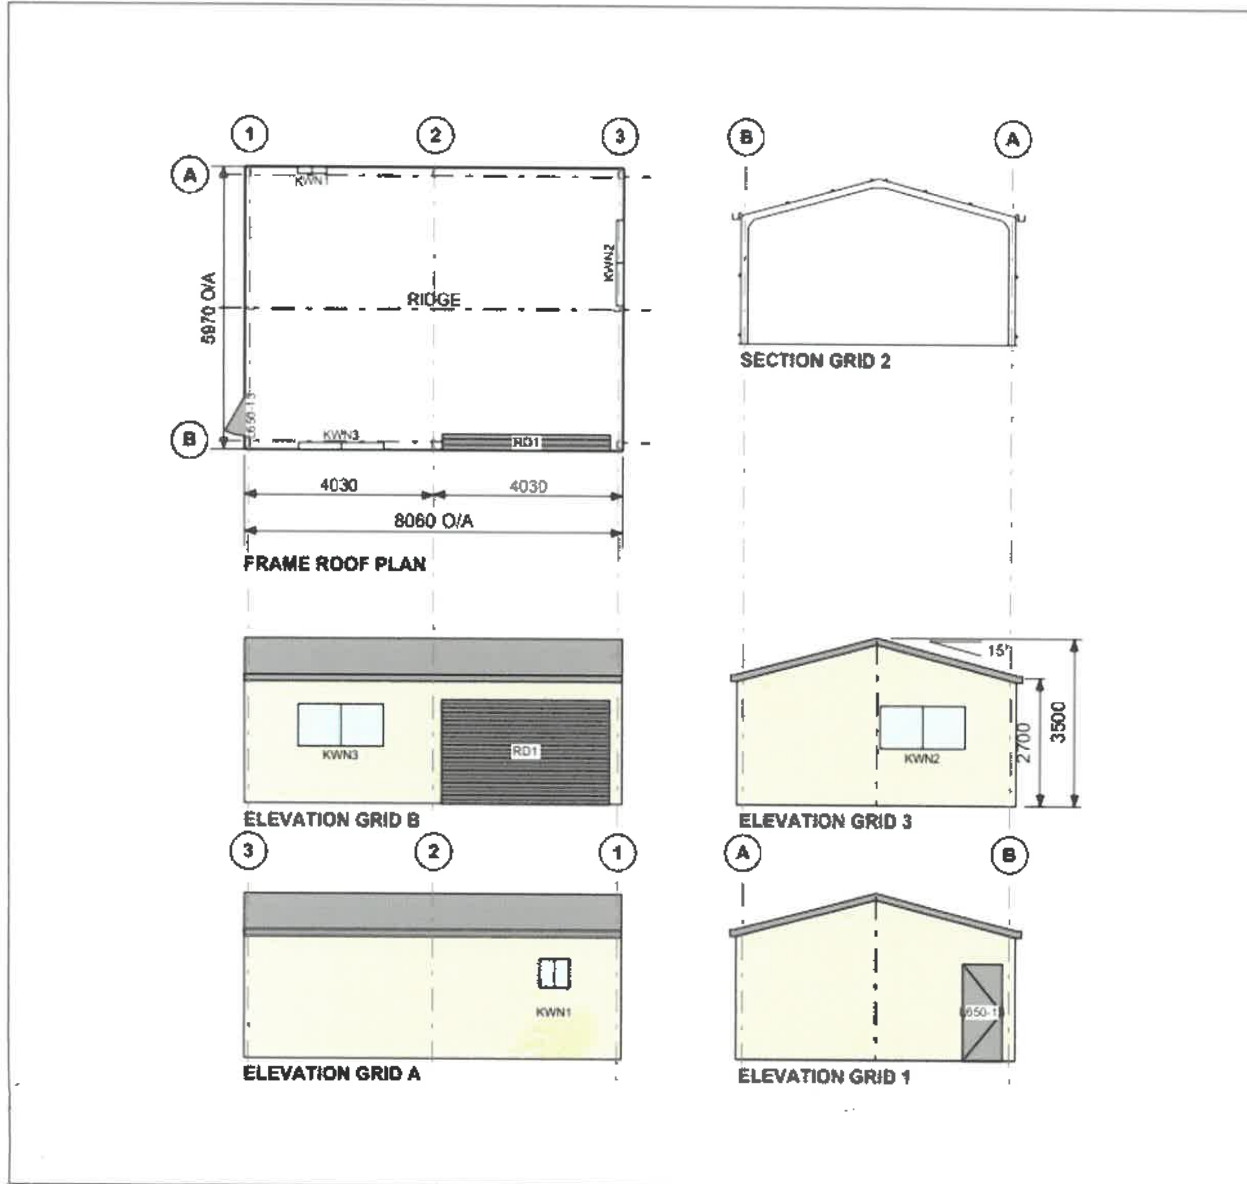 1 2 3
A
KWN1
KWN2
5970 O/A
RIDGE
KWN3
RD1
B
4030 4030
8060 O/A
FRAME ROOF PLAN
B A
SECTION GRID 2
KWN3
RD1
ELEVATION GRID B
15°
2700
3500
KWN2
ELEVATION GRID 3
3 2 1
KWN1
ELEVATION GRID A
A B
ELEVATION GRID 1